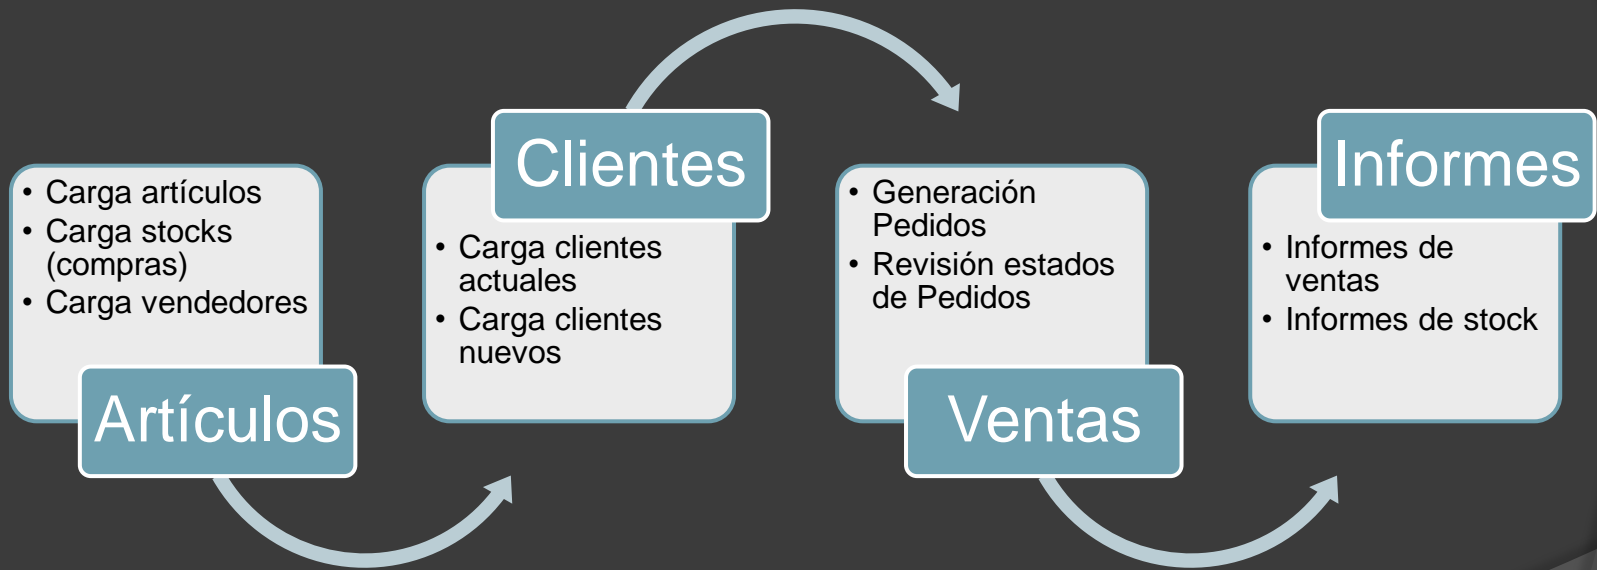 • Carga artículos
• Carga stocks
(compras)
• Carga vendedores
Artículos
Clientes
• Carga clientes
actuales
• Carga clientes
nuevos
• Generación
Pedidos
• Revisión estados
de Pedidos
Ventas
Informes
• Informes de
ventas
• Informes de stock